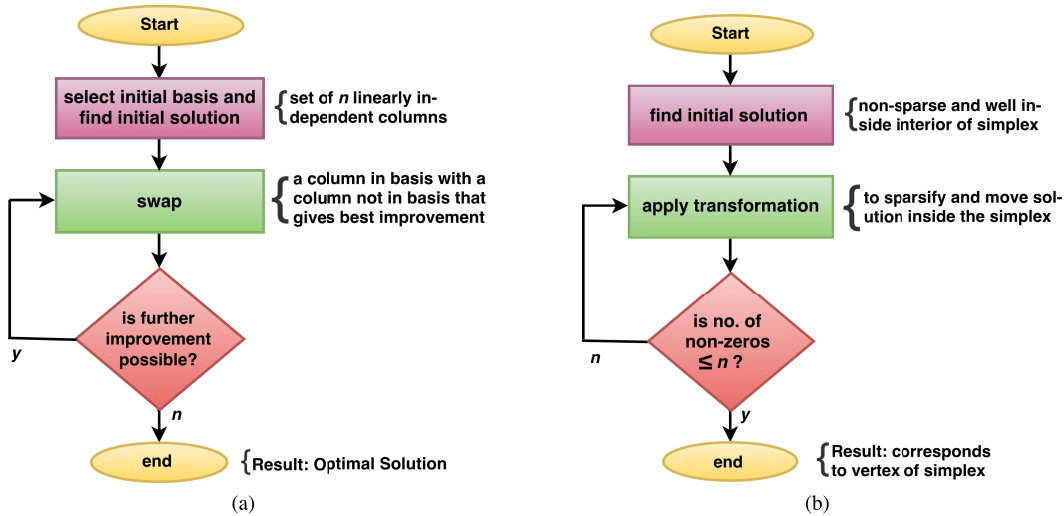 Start
select initial basis and
find initial solution
set of n linearly in-
dependent columns
swap
a column in basis with a
column not in basis that
gives best improvement
is further
improvement
possible?
y
n
end
Result: Optimal Solution
(a)
Start
find initial solution
non-sparse and well in-
side interior of simplex
apply transformation
to sparsify and move sol-
ution inside the simplex
is no. of
non-zeros
≤ n ?
n
y
end
Result: corresponds
to vertex of simplex
(b)